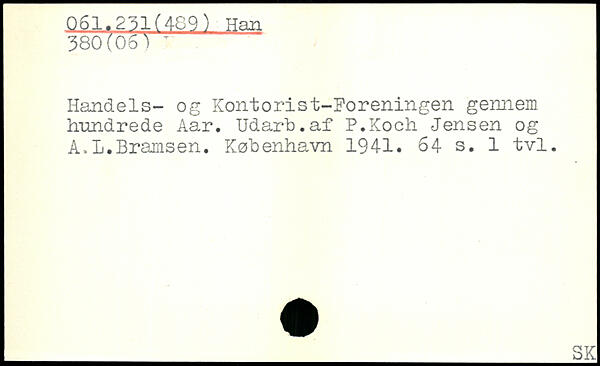 061.231(489) Han
380(06)
Handels- og Kontorist-Foreningen gennem
hundrede Aar. Udarb.af P.Koch Jensen og
A.L.Bramsen. København 1941. 64 s. 1 tvl.
SK